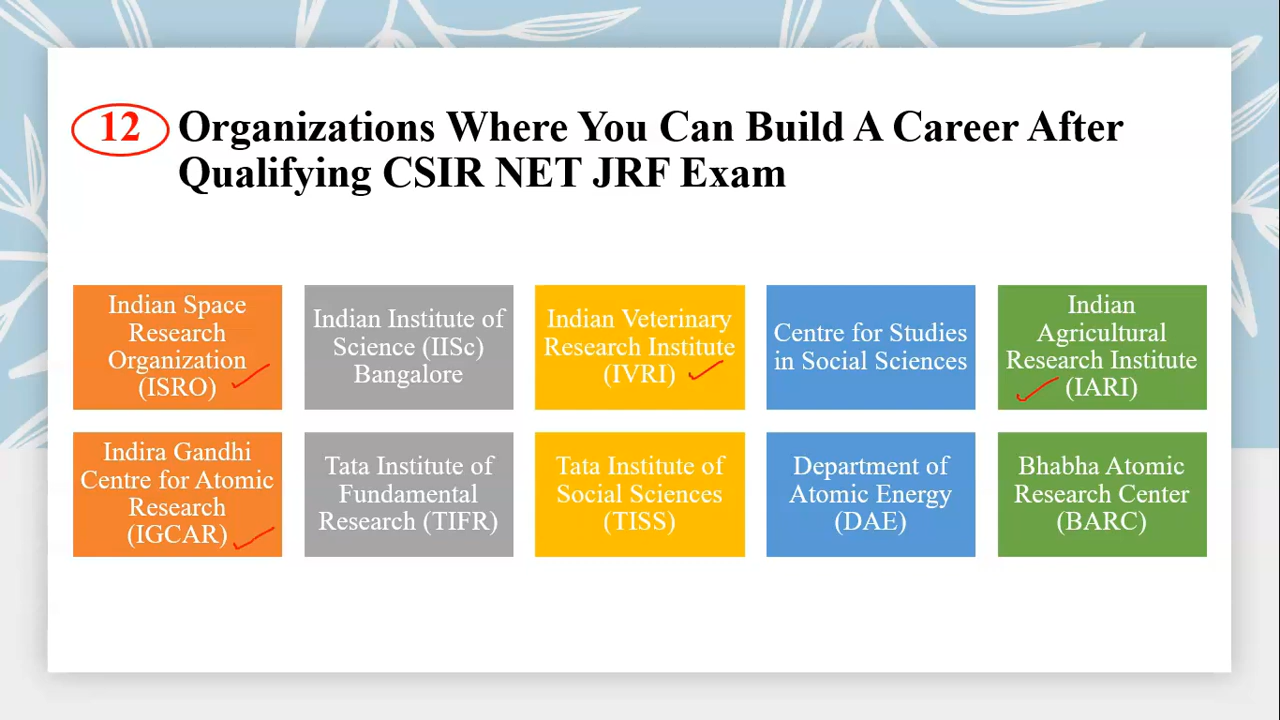 12
Organizations Where You Can Build A Career After
Qualifying CSIR NET JRF Exam
Indian Space
Research
Organization
(ISRO)
Indian Institute of
Science (IISc)
Bangalore
Indian Veterinary
Research Institute
(IVRI)
Centre for Studies
in Social Sciences
Indian
Agricultural
Research Institute
(IARI)
Indira Gandhi
Centre for Atomic
Research
(IGCAR)
Tata Institute of
Fundamental
Research (TIFR)
Tata Institute of
Social Sciences
(TISS)
Department of
Atomic Energy
(DAE)
Bhabha Atomic
Research Center
(BARC)